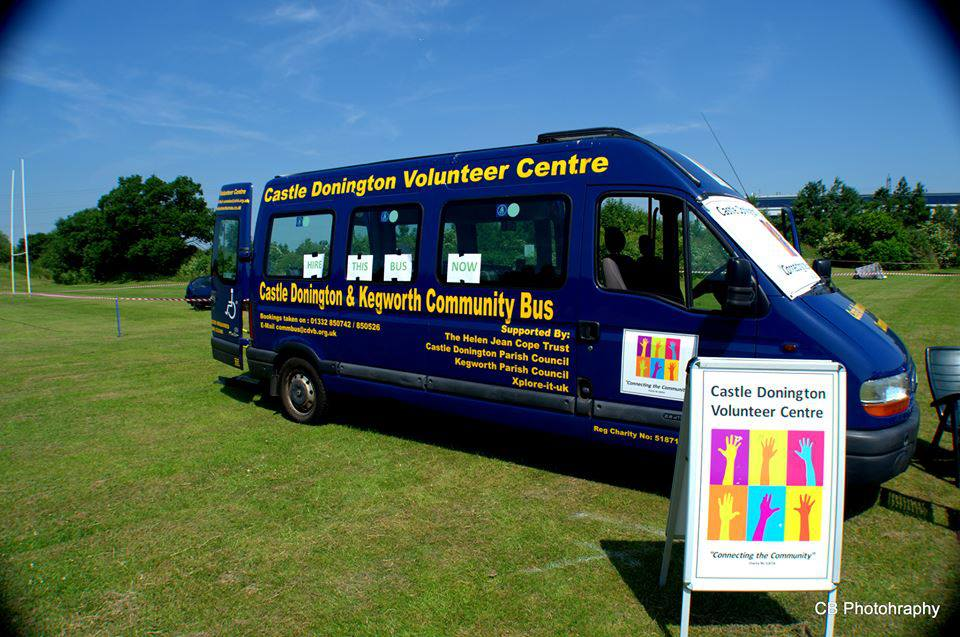 Castle Donington Volunteer Centre
HIRE
THIS
BUS
NOW
Castle Donington & Kegworth Community Bus
Bookings taken on : 01332 850742 / 850526
E-Mail commbus@cdvb.org.uk
Supported By:
The Helen Jean Cope Trust
Castle Donington Parish Council
Kegworth Parish Council
Xplore-it-uk
"Connecting the
Reg Charity No: 51871
Volunteer Centre
Castle Donington
Volunteer Centre
"Connecting the Community"
CB Photohraphy